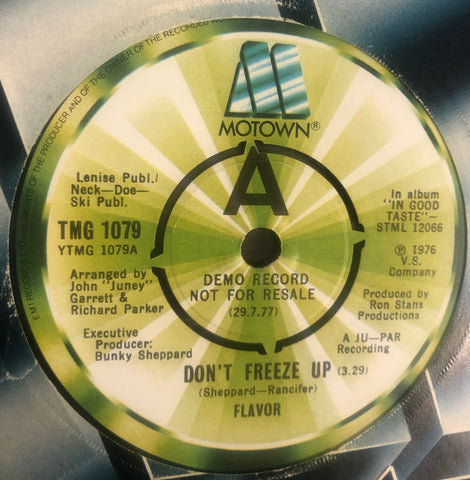 EMI RECORDS LTD
RIGHTS OF THE PRODUCER AND OF THE OWNER OF THE RECORDED WORK
MOTOWN®
A
Lenise Publ./
Neck-Doe-
Ski Publ.
TMG 1079
YTMG 1079A
Arranged by
John "Juney"
Garrett &
Richard Parker
Executive
Producer:
Bunky Sheppard
In album
"IN GOOD
TASTE"-
STML 12066
Ⓟ 1976
V.S.
Company
Produced by
Ron Stans
Productions
A JU-PAR
Recording
DEMO RECORD
NOT FOR RESALE
(29.7.77)
DON'T FREEZE UP (3.29)
(Sheppard-Rancifer)
FLAVOR